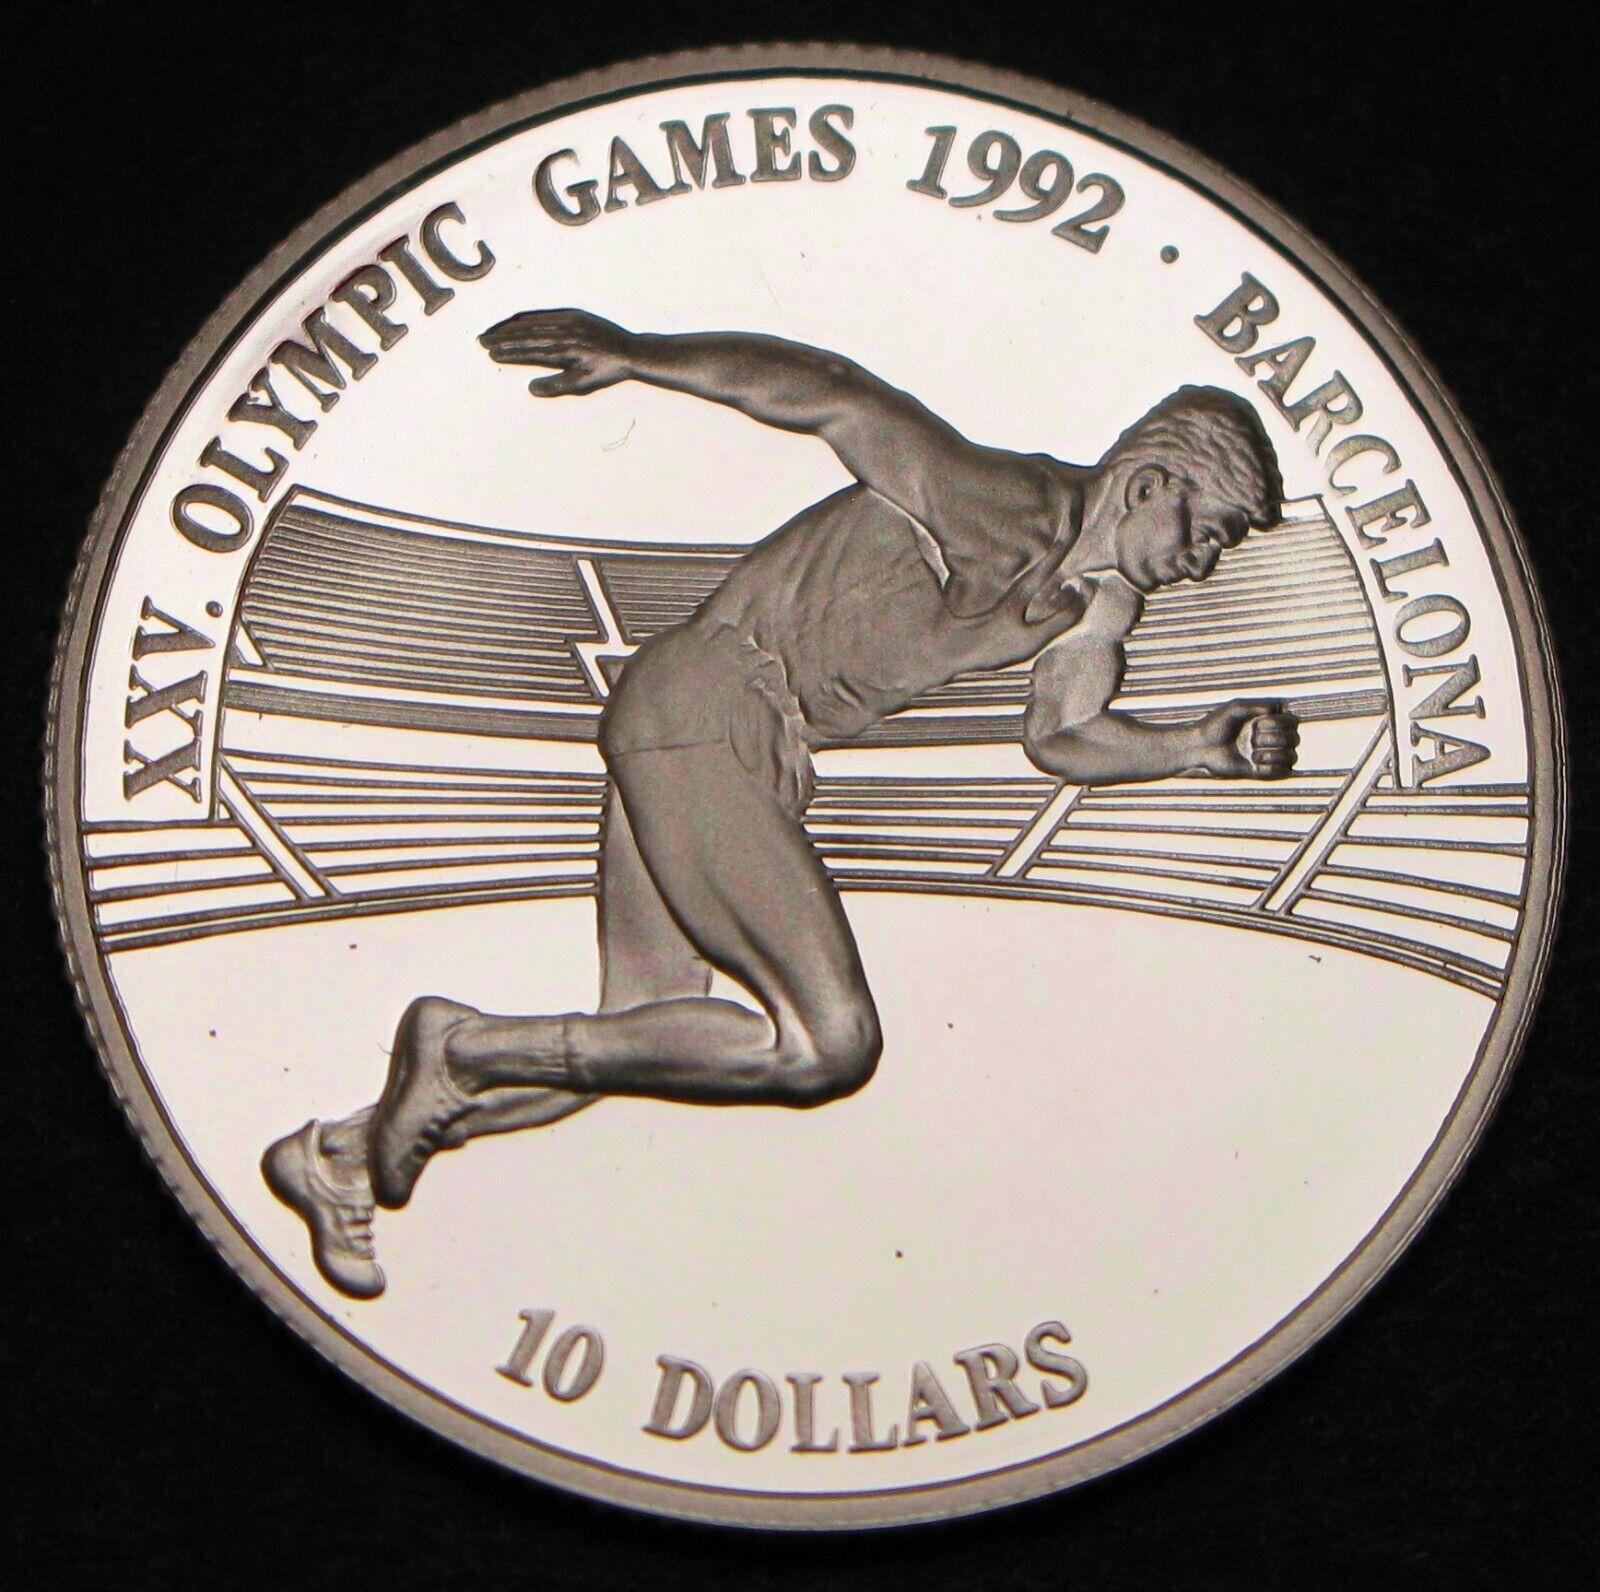 XXV. OLYMPIC GAMES 1992 · BARCELONA
10 DOLLARS